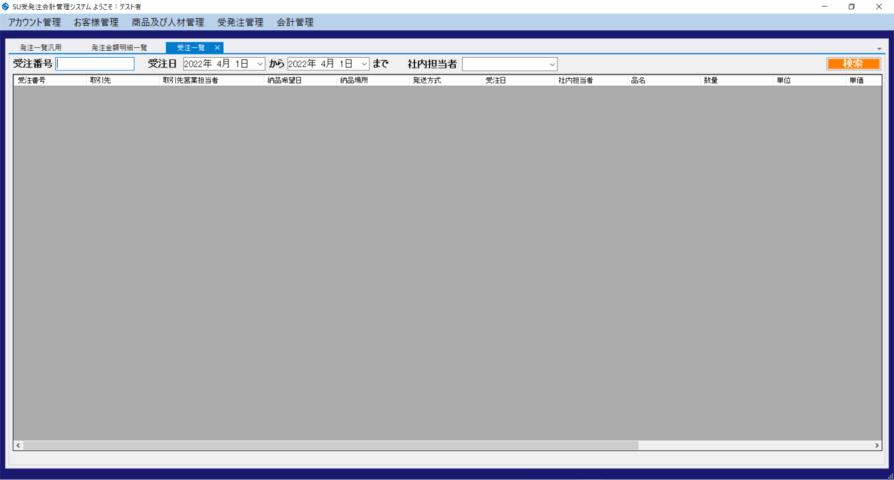 SU受発注会計管理システム ようこそ：テスト者
アカウント管理 お客様管理 商品及び人材管理 受発注管理 会計管理
発注一覧汎用 発注金額明細一覧 受注一覧 ×
受注番号 受注日 2022年 4月 1日 から 2022年 4月 1日 まで 社内担当者 検索
受注番号 取引先 取引先営業担当者 納品希望日 納品場所 発送方式 受注日 社内担当者 品名 数量 単位 単価